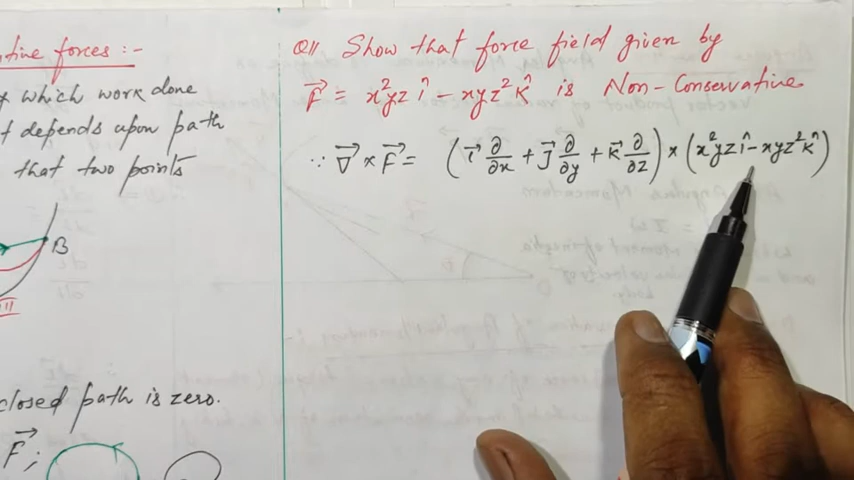 ntive forces :-
y which work done
t depends upon path
that two points
B
closed path is zero.
F⃗ ;
Q11 Show that force field given by
F⃗ = x²yz î - xyz² k̂ is Non-Conservative
∵ ∇⃗ × F⃗ = (i⃗ ∂/∂x + j⃗ ∂/∂y + k⃗ ∂/∂z) × (x²yz î - xyz² k̂)